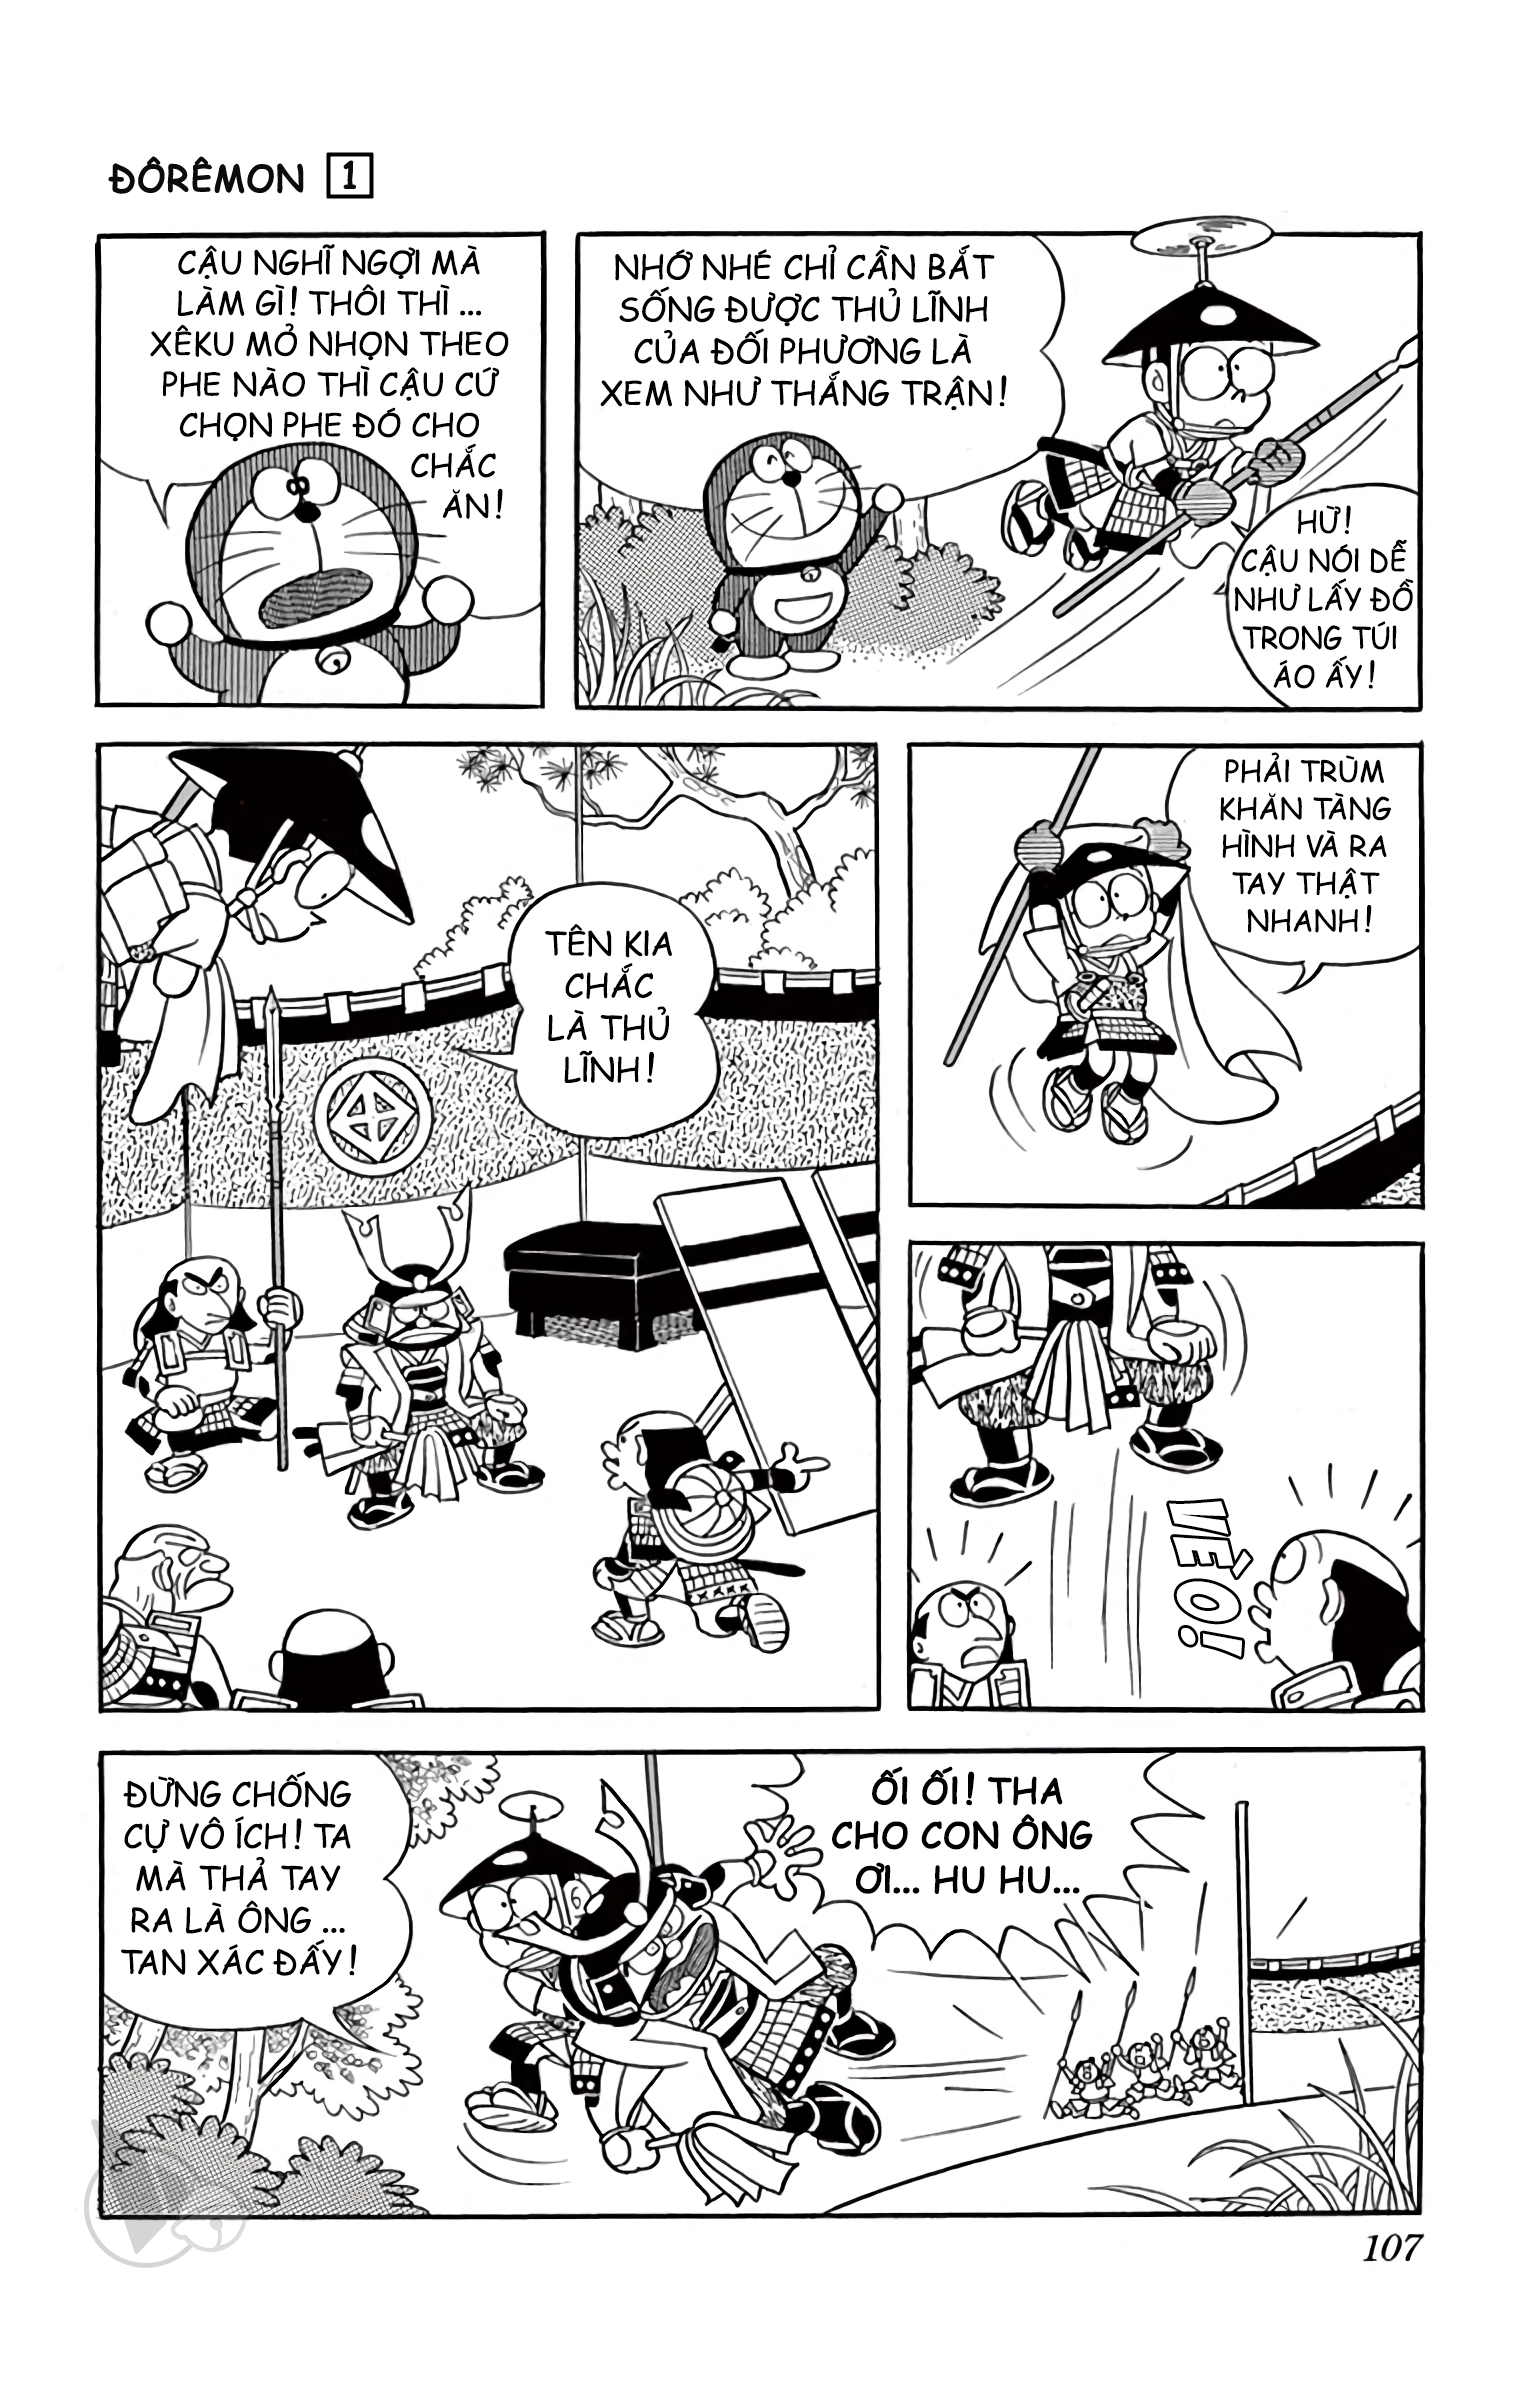 ĐÔRÊMON 1
CẬU NGHĨ NGỢI MÀ
LÀM GÌ! THÔI THÌ ...
XÊKU MỎ NHỌN THEO
PHE NÀO THÌ CẬU CỨ
CHỌN PHE ĐÓ CHO
CHẮC
ĂN!
NHỚ NHÉ CHỈ CẦN BẮT
SỐNG ĐƯỢC THỦ LĨNH
CỦA ĐỐI PHƯƠNG LÀ
XEM NHƯ THẮNG TRẬN!
HỪ!
CẬU NÓI DỄ
NHƯ LẤY ĐỒ
TRONG TÚI
ÁO ẤY!
TÊN KIA
CHẮC
LÀ THỦ
LĨNH!
PHẢI TRÙM
KHĂN TÀNG
HÌNH VÀ RA
TAY THẬT
NHANH!
VÈO!
ĐỪNG CHỐNG
CỰ VÔ ÍCH! TA
MÀ THẢ TAY
RA LÀ ÔNG ...
TAN XÁC ĐẤY!
ỐI ỐI! THA
CHO CON ÔNG
ƠI... HU HU...
107